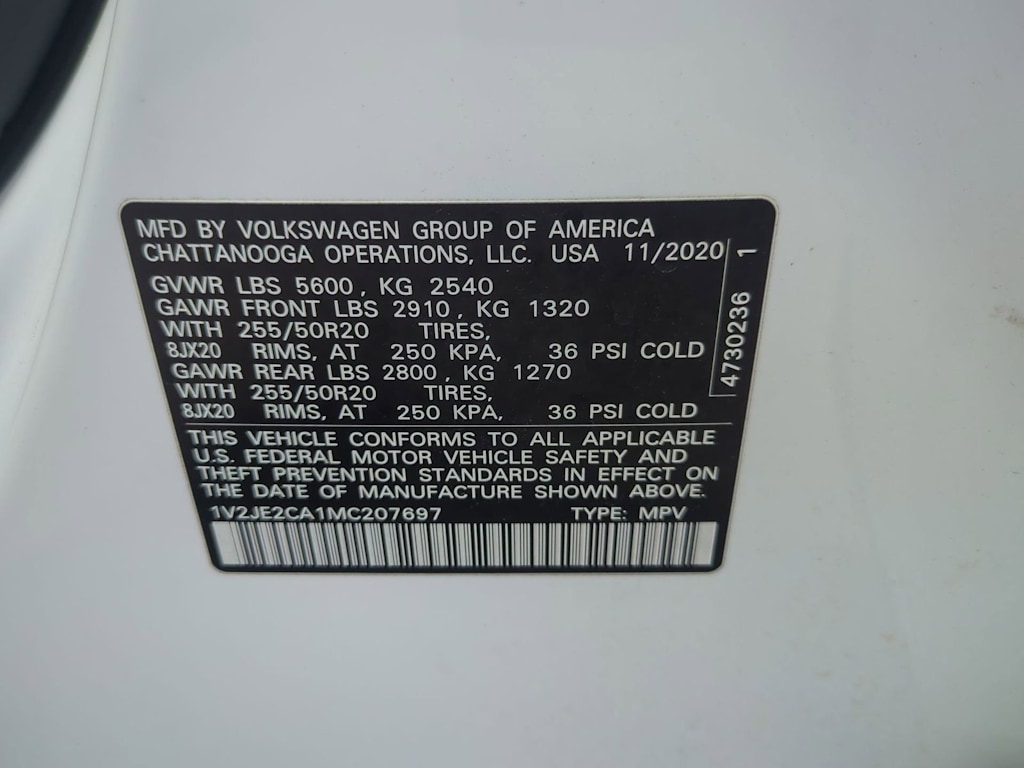 MFD BY VOLKSWAGEN GROUP OF AMERICA
CHATTANOOGA OPERATIONS, LLC. USA 11/2020
GVWR LBS 5600, KG 2540
GAWR FRONT LBS 2910, KG 1320
WITH 255/50R20 TIRES,
8JX20 RIMS, AT 250 KPA, 36 PSI COLD
GAWR REAR LBS 2800, KG 1270
WITH 255/50R20 TIRES,
8JX20 RIMS, AT 250 KPA, 36 PSI COLD
4730236 1
THIS VEHICLE CONFORMS TO ALL APPLICABLE
U.S. FEDERAL MOTOR VEHICLE SAFETY AND
THEFT PREVENTION STANDARDS IN EFFECT ON
THE DATE OF MANUFACTURE SHOWN ABOVE.
1V2JE2CA1MC207697 TYPE: MPV